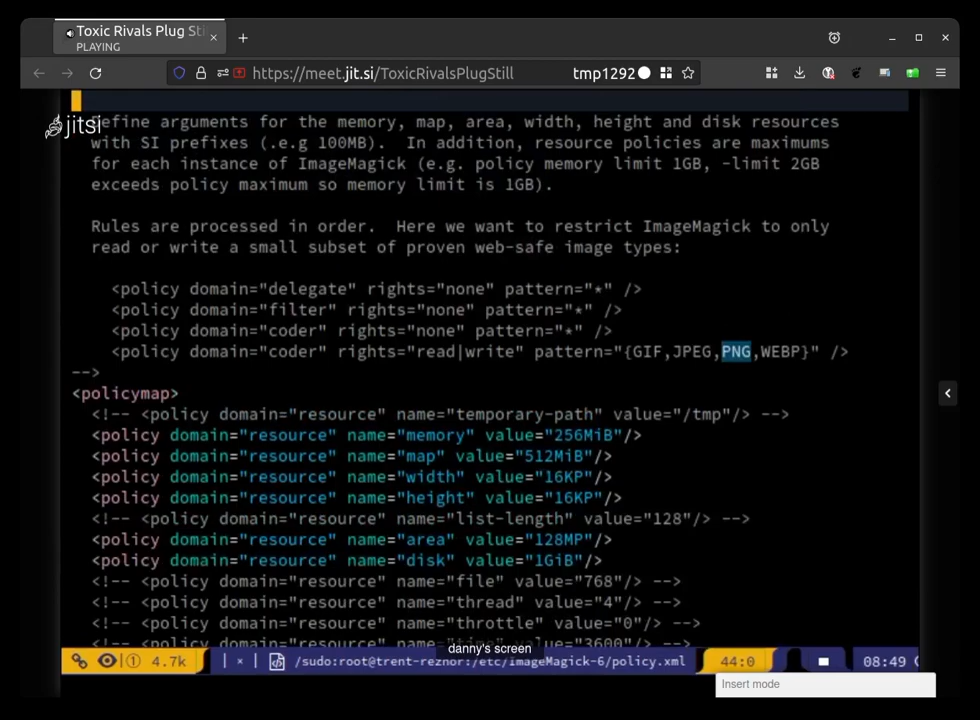 Toxic Rivals Plug Sti
PLAYING
https://meet.jit.si/ToxicRivalsPlugStill
tmp1292
jitsi
efine arguments for the memory, map, area, width, height and disk resources
with SI prefixes (.e.g 100MB).  In addition, resource policies are maximums
for each instance of ImageMagick (e.g. policy memory limit 1GB, -limit 2GB
exceeds policy maximum so memory limit is 1GB).
Rules are processed in order.  Here we want to restrict ImageMagick to only
read or write a small subset of proven web-safe image types:
<policy domain="delegate" rights="none" pattern="*" />
<policy domain="filter" rights="none" pattern="*" />
<policy domain="coder" rights="none" pattern="*" />
<policy domain="coder" rights="read|write" pattern="{GIF,JPEG,PNG,WEBP}" />
-->
<policymap>
<!-- <policy domain="resource" name="temporary-path" value="/tmp"/> -->
<policy domain="resource" name="memory" value="256MiB"/>
<policy domain="resource" name="map" value="512MiB"/>
<policy domain="resource" name="width" value="16KP"/>
<policy domain="resource" name="height" value="16KP"/>
<!-- <policy domain="resource" name="list-length" value="128"/> -->
<policy domain="resource" name="area" value="128MP"/>
<policy domain="resource" name="disk" value="1GiB"/>
<!-- <policy domain="resource" name="file" value="768"/> -->
<!-- <policy domain="resource" name="thread" value="4"/> -->
<!-- <policy domain="resource" name="throttle" value="0"/> -->
<!-- <policy domain="resource" name="time" value="3600"/> -->
danny's screen
① 4.7k | × | /sudo:root@trent-reznor:/etc/ImageMagick-6/policy.xml 44:0 08:49
Insert mode